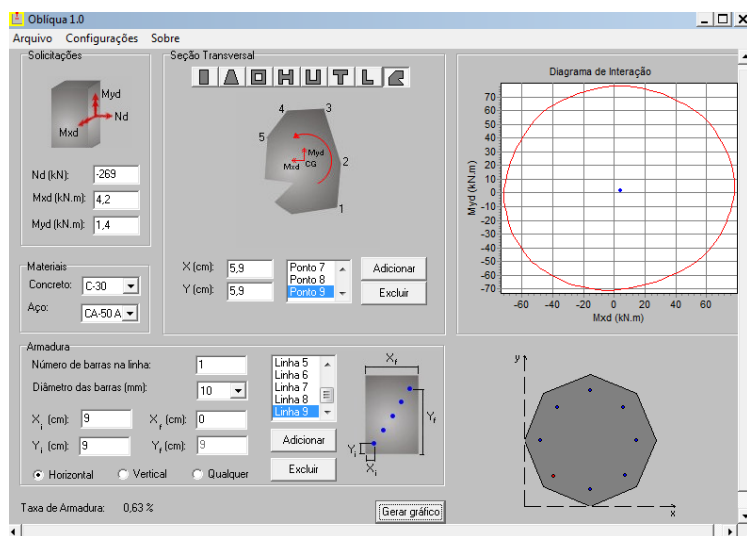 Oblíqua 1.0
Arquivo Configurações Sobre
Solicitações
Myd
Nd
Mxd
Nd (kN): -269
Mxd (kN.m): 4,2
Myd (kN.m): 1,4
Seção Transversal
4 3
5
Myd
Mxd CG
2
1
X (cm): 5,9
Y (cm): 5,9
Ponto 7
Ponto 8
Ponto 9
Adicionar
Excluir
Diagrama de Interação
Myd (kN.m)
70
60
50
40
30
20
10
0
-10
-20
-30
-40
-50
-60
-70
-60 -40 -20 0 20 40 60
Mxd (kN.m)
Materiais
Concreto: C-30
Aço: CA-50 A
Armadura
Número de barras na linha: 1
Diâmetro das barras (mm): 10
Xi (cm): 9 Xf (cm): 0
Yi (cm): 9 Yf (cm): 9
Horizontal Vertical Qualquer
Linha 5
Linha 6
Linha 7
Linha 8
Linha 9
Adicionar
Excluir
Xf
Yf
Yi
Xi
y
x
Taxa de Armadura: 0,63 %
Gerar gráfico